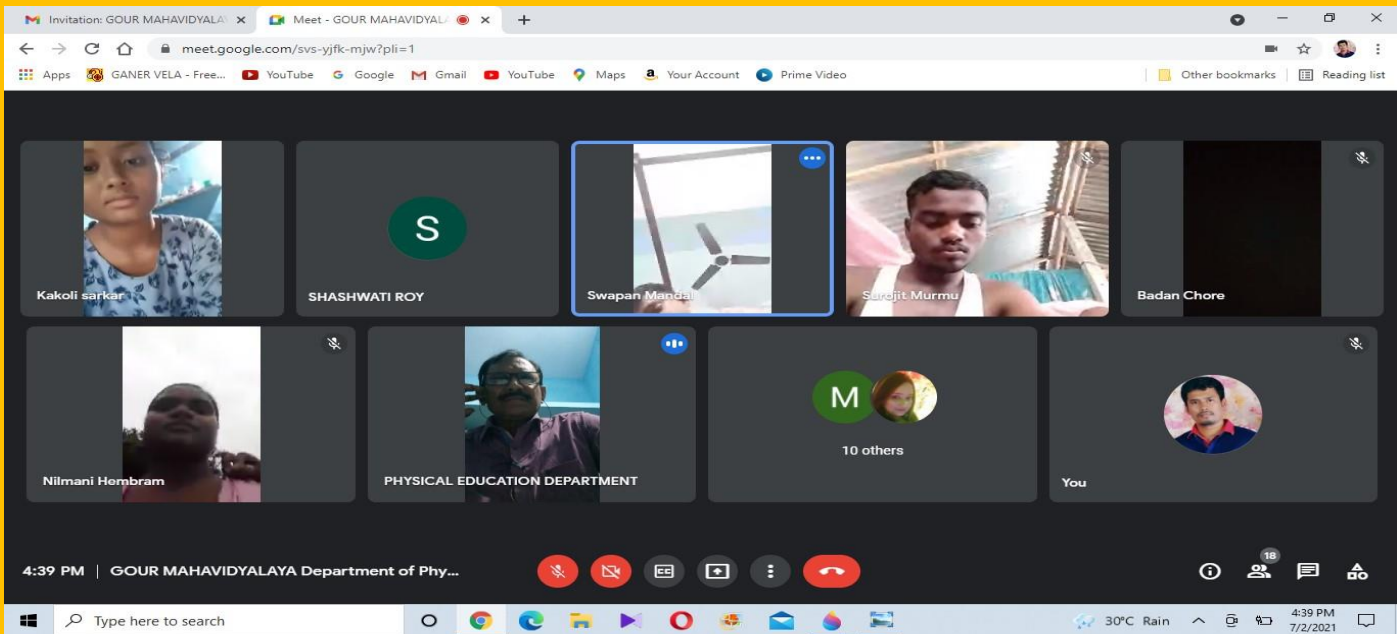 Invitation: GOUR MAHAVIDYALA
Meet - GOUR MAHAVIDYAL
meet.google.com/svs-yjfk-mjw?pli=1
Apps GANER VELA - Free... YouTube Google Gmail YouTube Maps Your Account Prime Video Other bookmarks Reading list
S
Kakoli sarkar SHASHWATI ROY Swapan Mandal Surojit Murmu Badan Chore
M
10 others
Nilmani Hembram PHYSICAL EDUCATION DEPARTMENT You
4:39 PM | GOUR MAHAVIDYALAYA Department of Phy... CC 18
Type here to search 30°C Rain 4:39 PM
7/2/2021